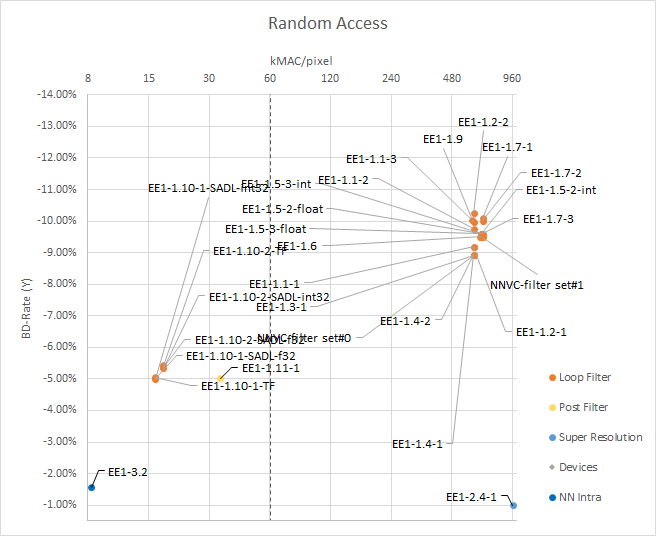 Random Access
kMAC/pixel
8 15 30 60 120 240 480 960
-14.00%
-13.00%
-12.00%
-11.00%
-10.00%
-9.00%
-8.00%
-7.00%
-6.00%
-5.00%
-4.00%
-3.00%
-2.00%
-1.00%
BD-Rate (Y)
EE1-1.2-2
EE1-1.9
EE1-1.7-1
EE1-1.1-3
EE1-1.7-2
EE1-1.1-2
EE1-1.5-3-int
EE1-1.10-1-SADL-int32
EE1-1.5-2-int
EE1-1.5-2-float
EE1-1.7-3
EE1-1.5-3-float
EE1-1.6
EE1-1.10-2-TF
EE1-1.1-1
NNVC-filter set#1
EE1-1.10-2-SADL-int32
EE1-1.3-1
EE1-1.4-2
EE1-1.2-1
NNVC-filter set#0
EE1-1.10-2-SADL-f32
EE1-1.10-1-SADL-f32
EE1-1.11-1
EE1-1.10-1-TF
EE1-1.4-1
EE1-3.2
EE1-2.4-1
Loop Filter
Post Filter
Super Resolution
Devices
NN Intra